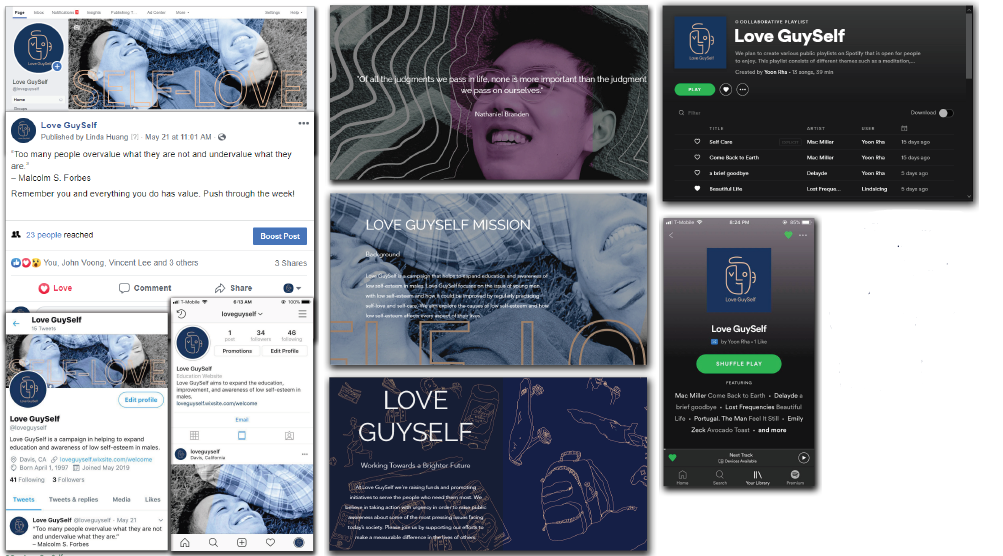 Page Inbox Notifications Insights Publishing T... Ad Center More Settings Help
SELF-LOVE
Love GuySelf
Love GuySelf
@loveguyself
Home
Groups
Love GuySelf
Published by Linda Huang [?] · May 21 at 11:01 AM ·
"Too many people overvalue what they are not and undervalue what they
are."
– Malcolm S. Forbes
Remember you and everything you do has value. Push through the week!
23 people reached
Boost Post
You, John Voong, Vincent Lee and 3 others
3 Shares
Love
Comment
Share
Love GuySelf
15 Tweets
SELF-LOVE
Edit profile
Love GuySelf
@loveguyself
Love GuySelf is a campaign in helping to expand
education and awareness of low self-esteem in males.
Davis, CA loveguyself.wixsite.com/welcome
Born April 1, 1997 Joined May 2019
41 Following 3 Followers
Tweets Tweets & replies Media Likes
Love GuySelf @loveguyself · May 21
"Too many people overvalue what they are not
and undervalue what they are."
– Malcolm S. Forbes
T-Mobile 6:13 AM 100%
loveguyself
1 34 46
post followers following
Promotions Edit Profile
Love GuySelf
Education Website
Love GuySelf aims to expand the education,
improvement, and awareness of low self-esteem in
males.
loveguyself.wixsite.com/welcome
Email
loveguyself
Davis, California
"Of all the judgments we pass in life, none is more important than the judgment
we pass on ourselves."
Nathaniel Branden
LOVE GUYSELF MISSION
Background
Love GuySelf is a campaign that helps to expand education and awareness of
low self-esteem in males. Love GuySelf focuses on the issue of young men
with low self-esteem and how it could be improved by regularly practicing
self-love and self-care. We will explore the causes of low self-esteem and how
low self-esteem affects every aspect of their lives.
ELF-LO
LOVE
GUYSELF
Working Towards a Brighter Future
At Love GuySelf we're raising funds and promoting
initiatives to serve the people who need them most. We
believe in taking action with urgency in order to raise public
awareness about some of the most pressing issues facing
today's society. Please join us by supporting our efforts to
make a measurable difference in the lives of others.
COLLABORATIVE PLAYLIST
Love GuySelf
We plan to create various public playlists on Spotify that is open for people
to enjoy. This playlist consists of different themes such as a meditation,...
Created by Yoon Rha · 13 songs, 39 min
Love GuySelf
PLAY
Filter
Download
TITLE ARTIST USER
Self Care Mac Miller Yoon Rha 15 days ago
Come Back to Earth Mac Miller Yoon Rha 15 days ago
a brief goodbye Delayde Yoon Rha 5 days ago
Beautiful Life Lost Freque... Lindalzing 5 days ago
T-Mobile 8:24 PM 85%
Love GuySelf
Love GuySelf
by Yoon Rha · 1 Like
SHUFFLE PLAY
FEATURING
Mac Miller Come Back to Earth • Delayde a
brief goodbye • Lost Frequencies Beautiful
Life • Portugal. The Man Feel It Still • Emily
Zeck Avocado Toast • and more
Next Track
Devices Available
Home Search Your Library Premium